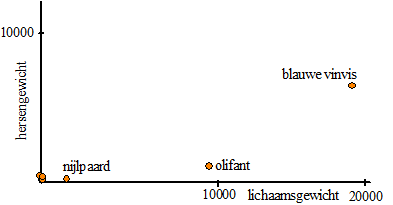 10000
hersengewicht
blauwe vinvis
nijlpaard
olifant
10000
lichaamsgewicht
20000